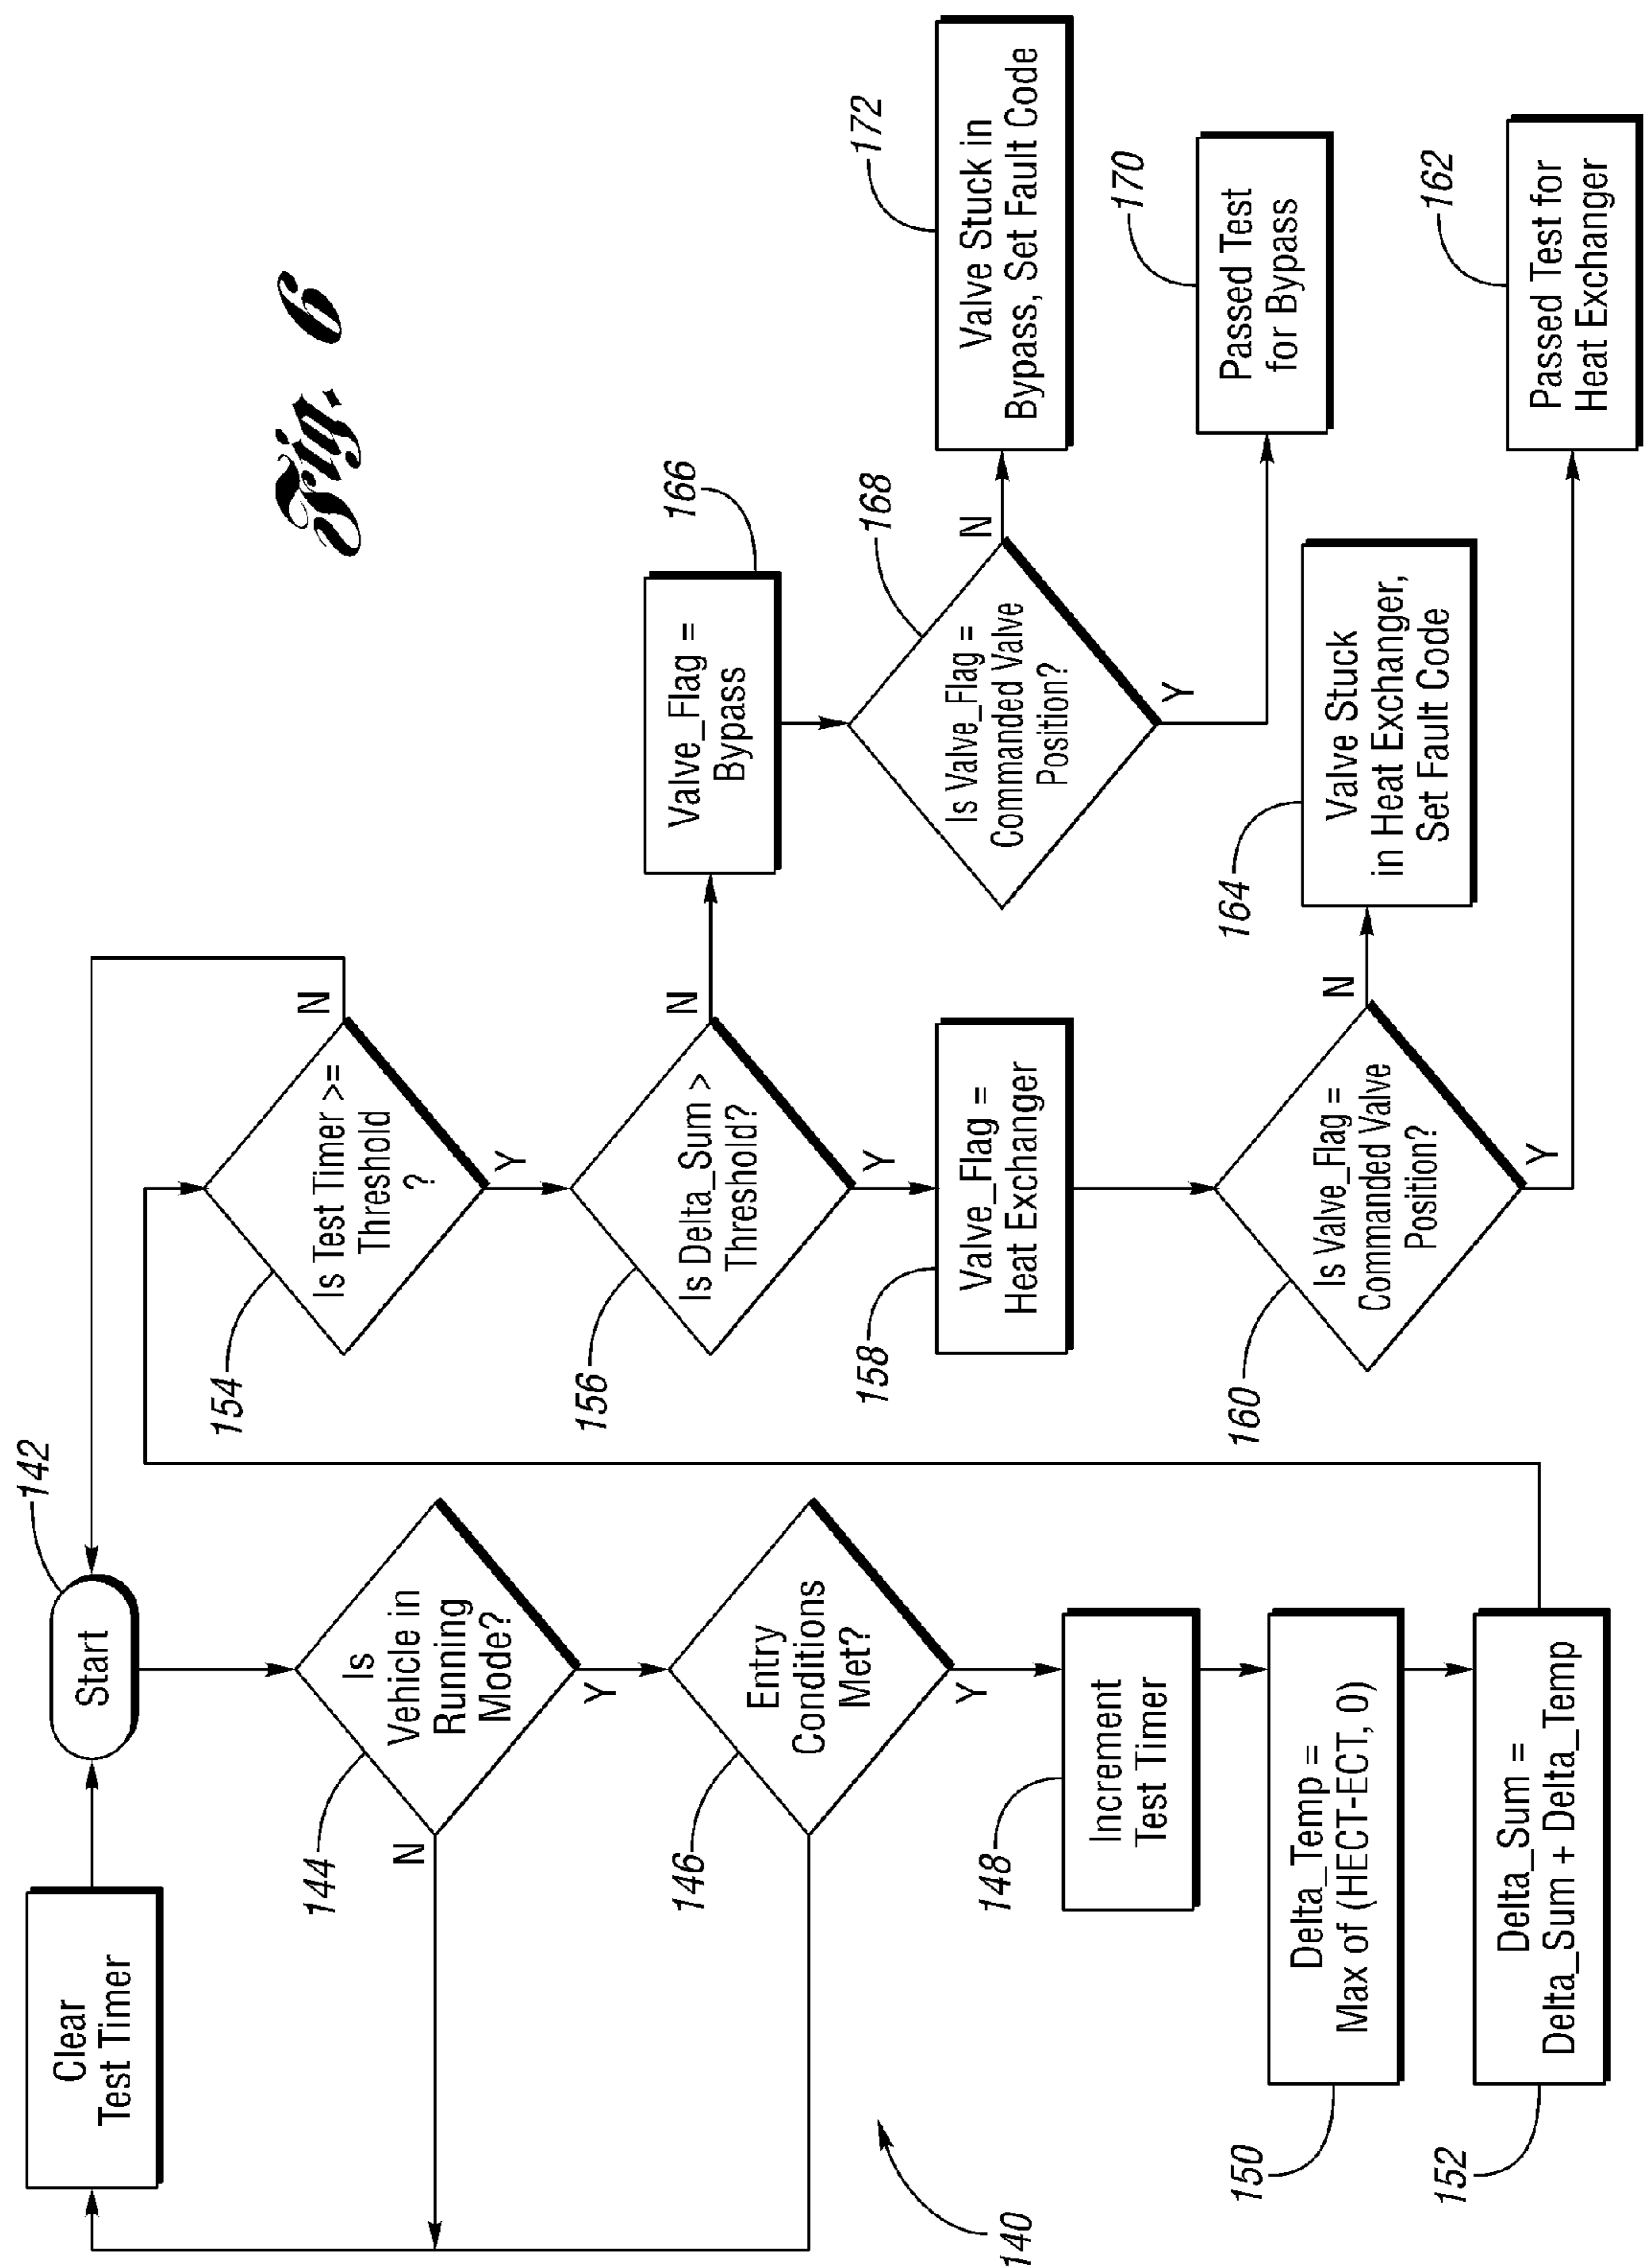 Clear
Test Timer
Start
142
Is
Vehicle in
Running
Mode?
144
N
Y
Entry
Conditions
Met?
146
Y
Increment
Test Timer
148
Delta_Temp =
Max of (HECT-ECT, 0)
150
Delta_Sum =
Delta_Sum + Delta_Temp
152
140
Is Test Timer >=
Threshold
?
154
N
Y
Is Delta_Sum >
Threshold?
156
N
Y
Valve_Flag =
Heat Exchanger
158
Is Valve_Flag =
Commanded Valve
Position?
160
N
Y
Valve Stuck
in Heat Exchanger,
Set Fault Code
164
Passed Test for
Heat Exchanger
162
Valve_Flag =
Bypass
166
Is Valve_Flag =
Commanded Valve
Position?
168
N
Y
Valve Stuck in
Bypass, Set Fault Code
172
Passed Test
for Bypass
170
Fig. 6